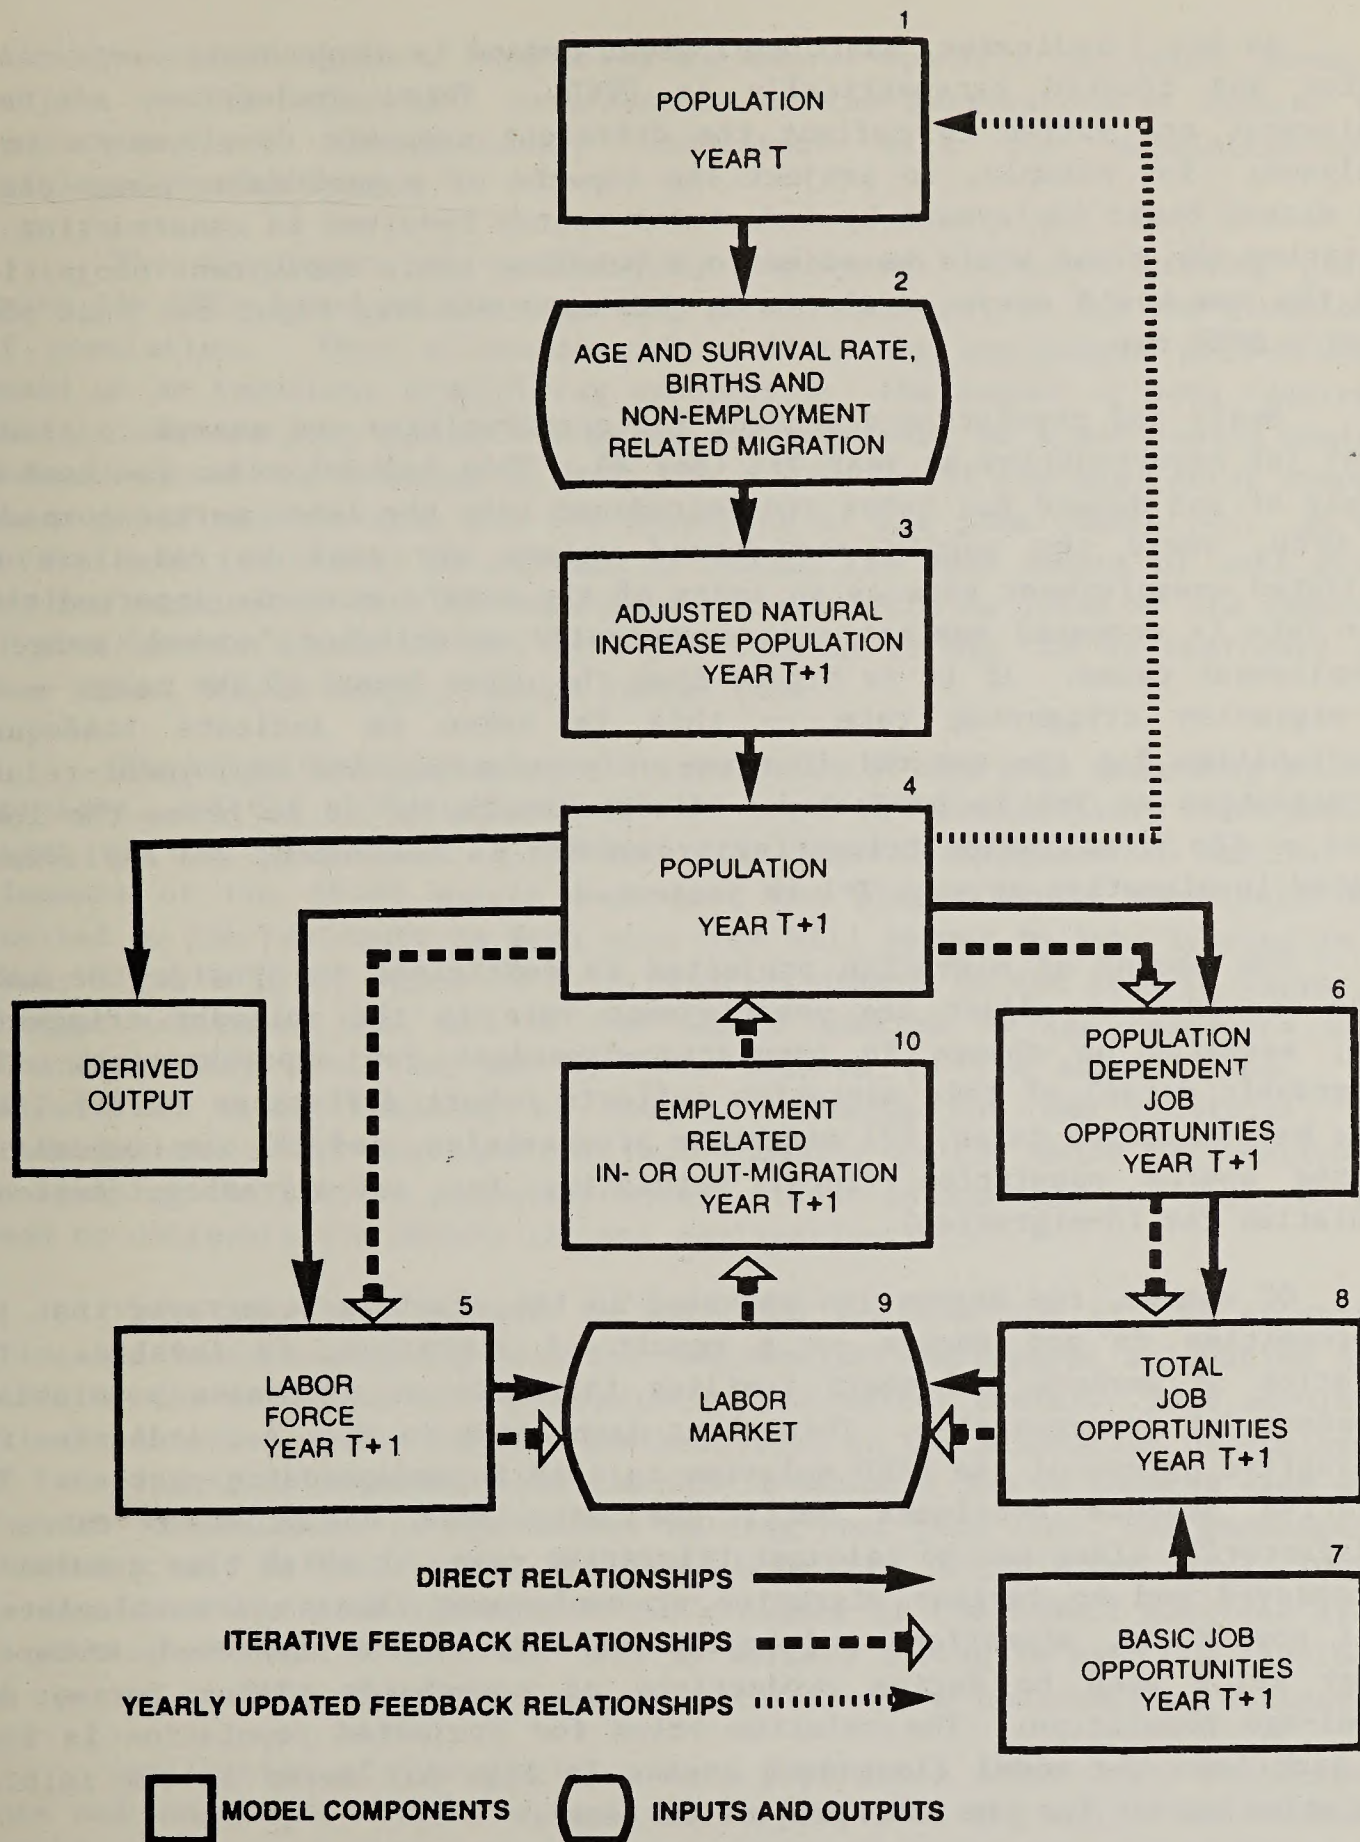 1
POPULATION
YEAR T
2
AGE AND SURVIVAL RATE,
BIRTHS AND
NON-EMPLOYMENT
RELATED MIGRATION
3
ADJUSTED NATURAL
INCREASE POPULATION
YEAR T+1
4
POPULATION
YEAR T+1
DERIVED
OUTPUT
10
EMPLOYMENT
RELATED
IN- OR OUT-MIGRATION
YEAR T+1
6
POPULATION
DEPENDENT
JOB
OPPORTUNITIES
YEAR T+1
5
LABOR
FORCE
YEAR T+1
9
LABOR
MARKET
8
TOTAL
JOB
OPPORTUNITIES
YEAR T+1
7
BASIC JOB
OPPORTUNITIES
YEAR T+1
DIRECT RELATIONSHIPS
ITERATIVE FEEDBACK RELATIONSHIPS
YEARLY UPDATED FEEDBACK RELATIONSHIPS
MODEL COMPONENTS
INPUTS AND OUTPUTS